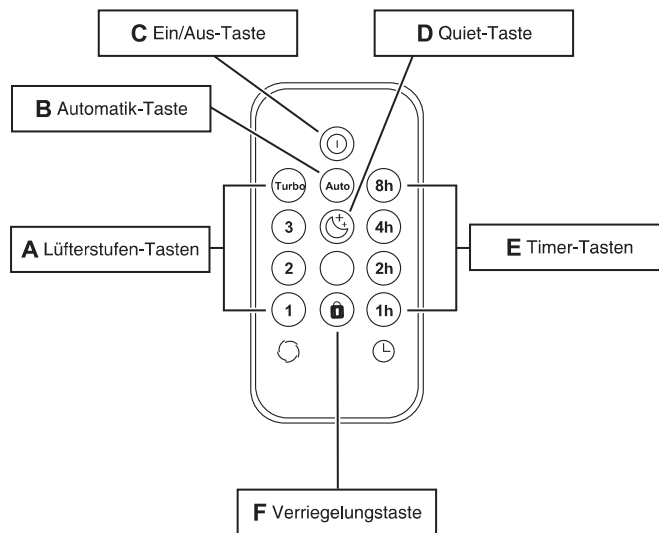 C Ein/Aus-Taste
D Quiet-Taste
B Automatik-Taste
Turbo Auto 8h
3 4h
A Lüfterstufen-Tasten
E Timer-Tasten
2 2h
1 1h
F Verriegelungstaste